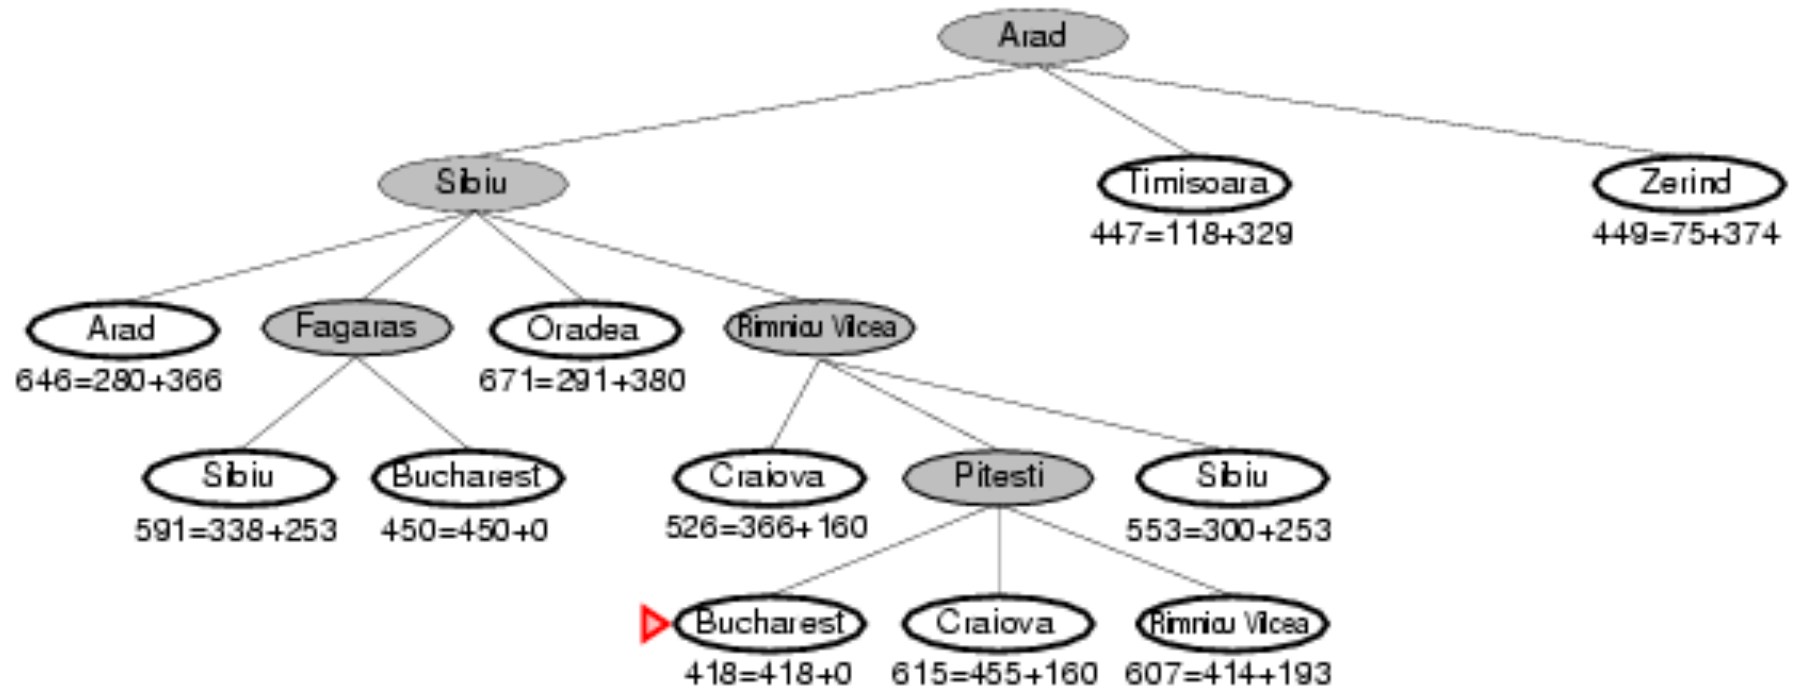 Arad
Sibiu
Timisoara
Zerind
447=118+329
449=75+374
Arad
Fagaras
Oradea
Rimnicu Vilcea
646=280+366
671=291+380
Sibiu
Bucharest
Craiova
Pitesti
Sibiu
591=338+253
450=450+0
526=366+160
553=300+253
Bucharest
Craiova
Rimnicu Vilcea
418=418+0
615=455+160
607=414+193